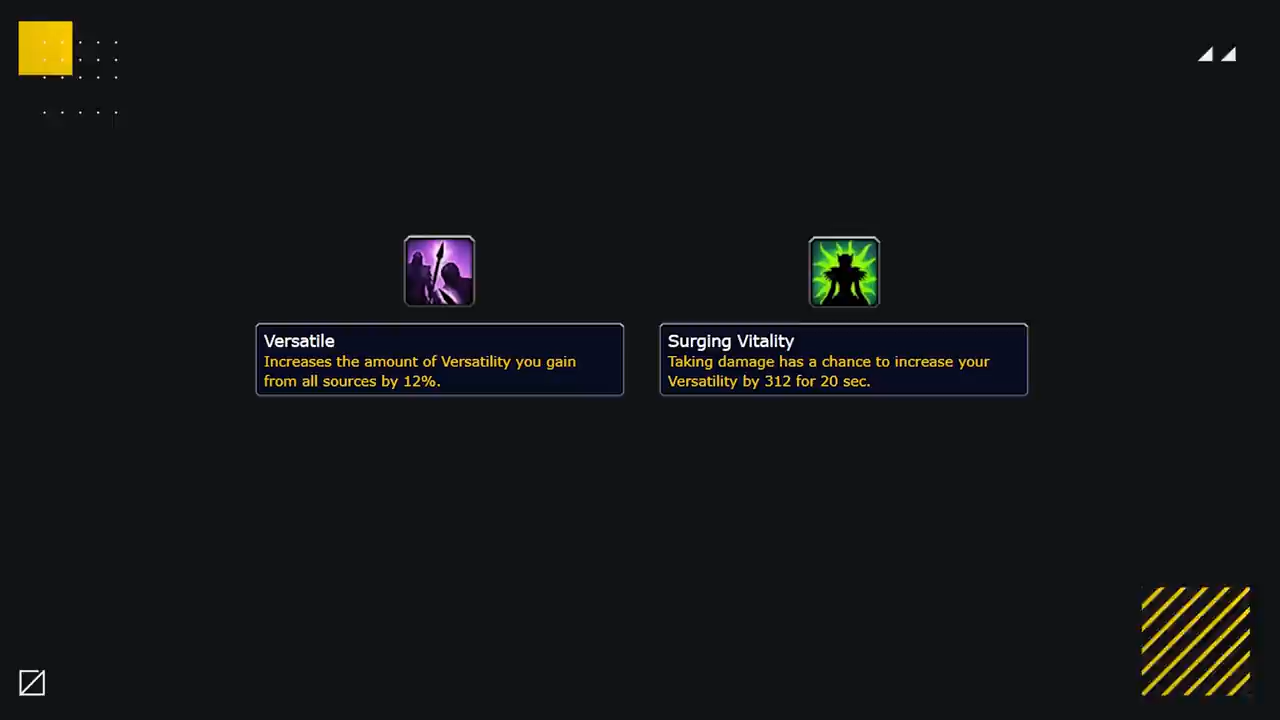 Versatile
Increases the amount of Versatility you gain
from all sources by 12%.
Surging Vitality
Taking damage has a chance to increase your
Versatility by 312 for 20 sec.